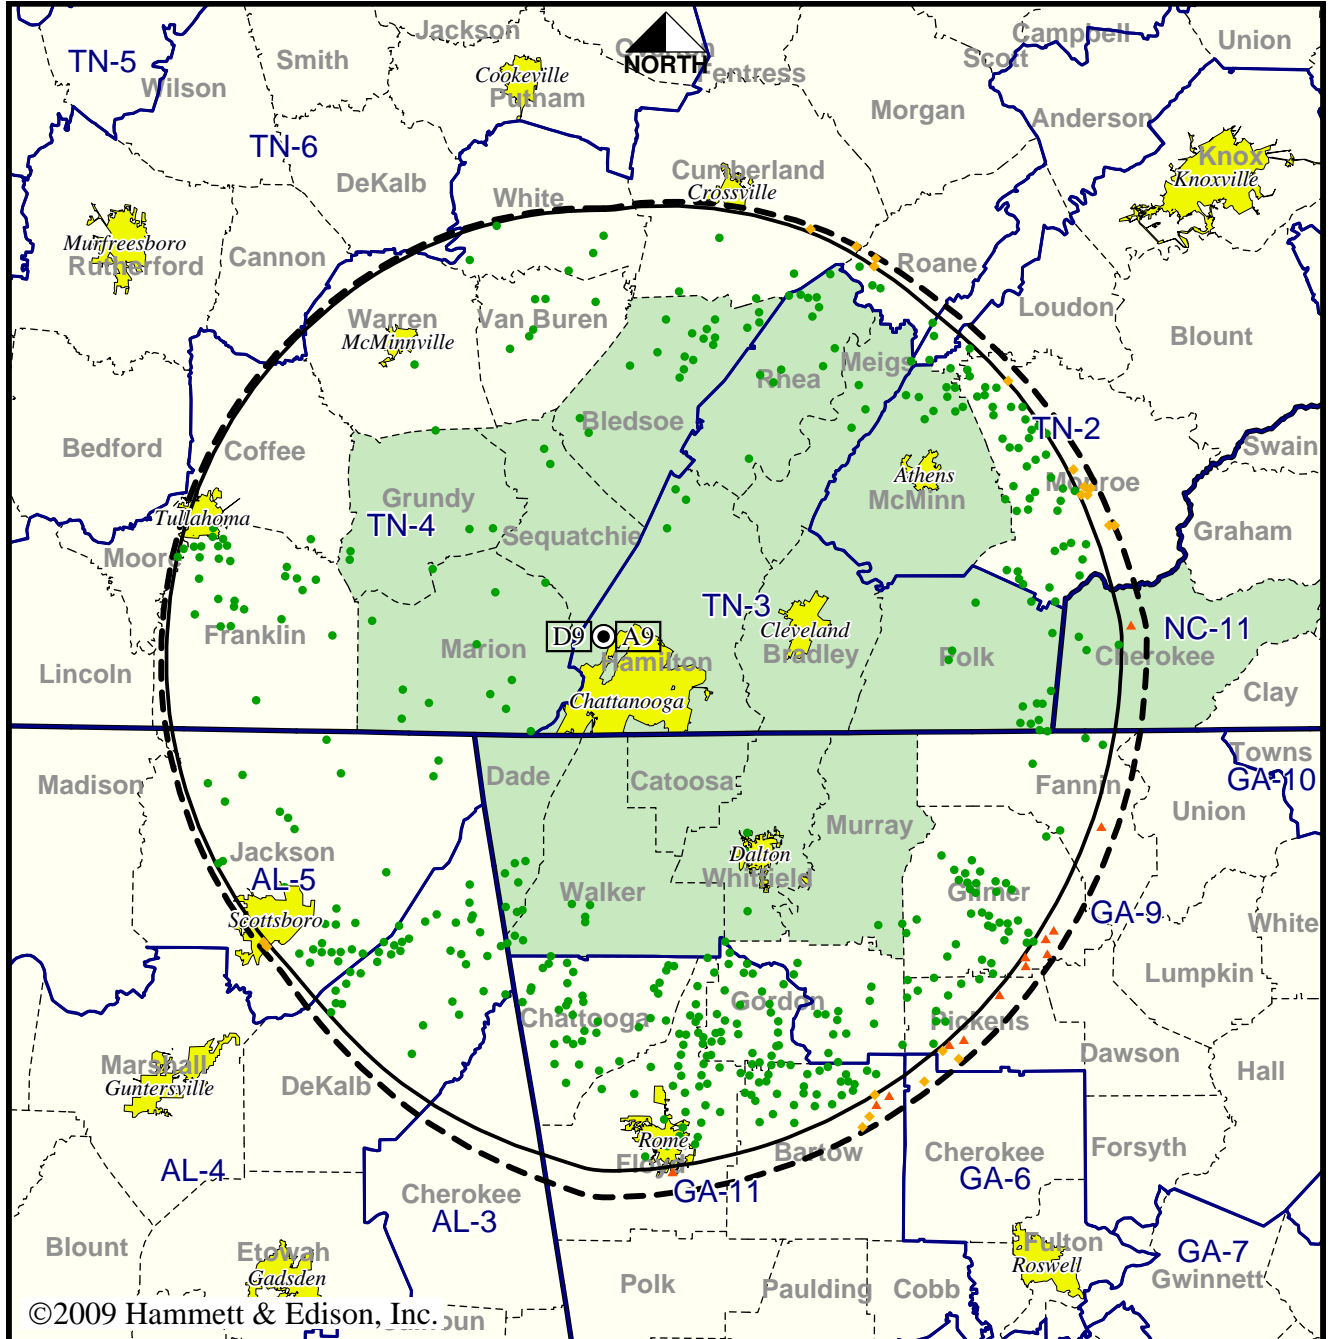 Jackson
Campbell
Union
TN-5
Smith
Overton
Scott
NORTH
Fentress
Wilson
Cookeville
Putnam
Morgan
Anderson
TN-6
DeKalb
White
Cumberland
Crossville
Knox
Knoxville
Murfreesboro
Rutherford
Cannon
Roane
Loudon
Blount
Warren
McMinnville
Van Buren
Meigs
Rhea
Bledsoe
TN-2
Bedford
Coffee
Swain
Athens
McMinn
Monroe
Grundy
TN-4
Tullahoma
Sequatchie
Graham
Moore
TN-3
Cleveland
Bradley
NC-11
Franklin
D9
A9
Marion
Hamilton
Polk
Cherokee
Lincoln
Chattanooga
Clay
Madison
Dade
Catoosa
Fannin
Towns
GA-10
Union
Murray
Jackson
AL-5
Dalton
Whitfield
Walker
Gilmer
GA-9
Scottsboro
White
Lumpkin
Gordon
Chattooga
Pickens
Dawson
Marshall
Guntersville
DeKalb
Hall
Rome
Floyd
Bartow
Cherokee
GA-6
Forsyth
AL-4
Cherokee
AL-3
GA-11
Blount
Etowah
Gadsden
Fulton
Roswell
GA-7
Gwinnett
Polk
Paulding
Cobb
©2009 Hammett & Edison, Inc.
Calhoun